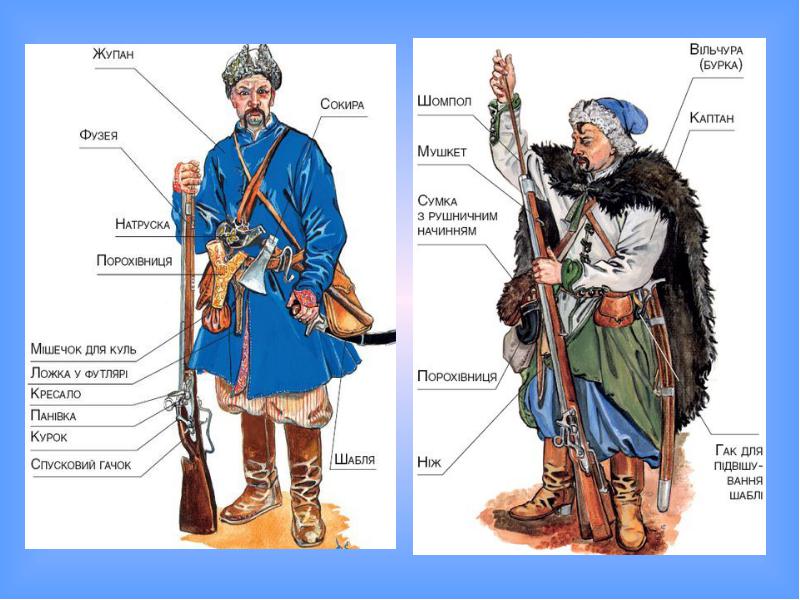 Жупан
Сокира
Фузея
Натруска
Порохівниця
Мішечок для куль
Ложка у футлярі
Кресало
Панівка
Курок
Спусковий гачок
Шабля
Вільчура
(бурка)
Шомпол
Каптан
Мушкет
Сумка
з рушничним
начинням
Порохівниця
Ніж
Гак для
підвішу-
вання
шаблі